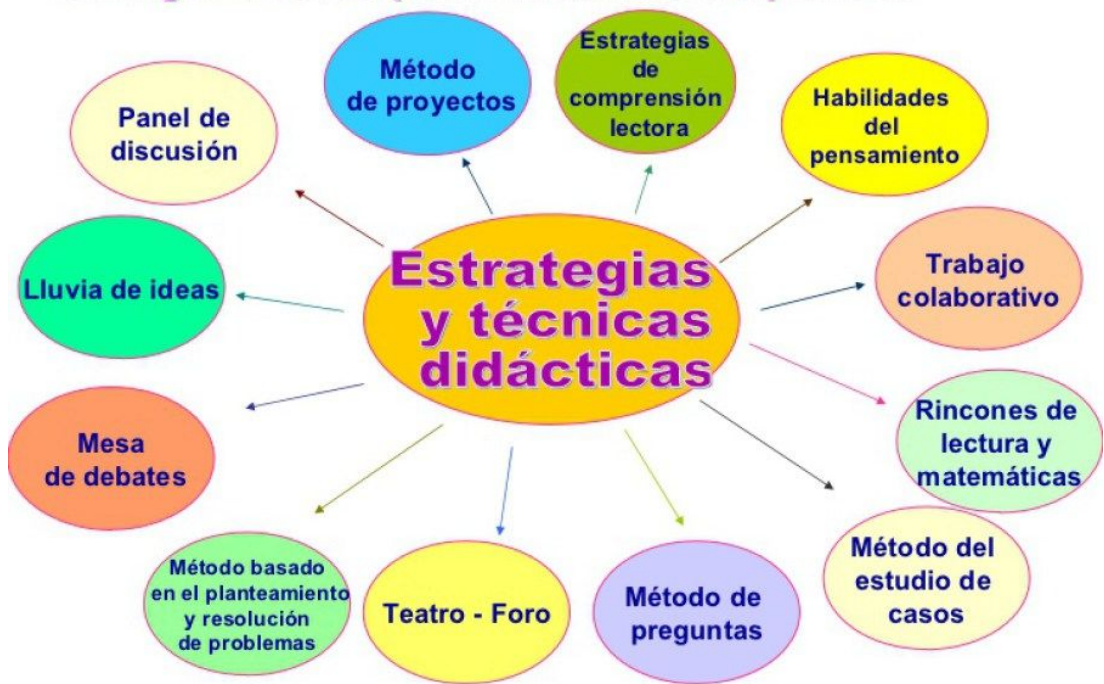 Estrategias
y técnicas
didácticas
Método
de proyectos
Estrategias
de
comprensión
lectora
Habilidades
del
pensamiento
Trabajo
colaborativo
Rincones de
lectura y
matemáticas
Método del
estudio de
casos
Método de
preguntas
Teatro - Foro
Método basado
en el planteamiento
y resolución
de problemas
Mesa
de debates
Lluvia de ideas
Panel de
discusión